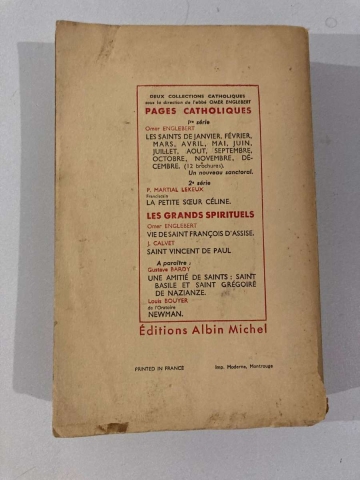 DEUX COLLECTIONS CATHOLIQUES
sous la direction de l'abbé OMER ENGLEBERT
PAGES CATHOLIQUES
1re série
Omer ENGLEBERT
LES SAINTS DE JANVIER, FÉVRIER,
MARS, AVRIL, MAI, JUIN,
JUILLET, AOUT, SEPTEMBRE,
OCTOBRE, NOVEMBRE, DÉ-
CEMBRE. (12 brochures).
Un nouveau sanctoral.
2e série
P. MARTIAL LEKEUX
Franciscain
LA PETITE SŒUR CÉLINE.
LES GRANDS SPIRITUELS
Omer ENGLEBERT
VIE DE SAINT FRANÇOIS D'ASSISE.
J. CALVET
SAINT VINCENT DE PAUL
A paraître :
Gustave BARDY
UNE AMITIÉ DE SAINTS : SAINT
BASILE ET SAINT GRÉGOIRE
DE NAZIANZE.
Louis BOUYER
de l'Oratoire
NEWMAN.
Éditions Albin Michel
PRINTED IN FRANCE
Imp. Moderne, Montrouge